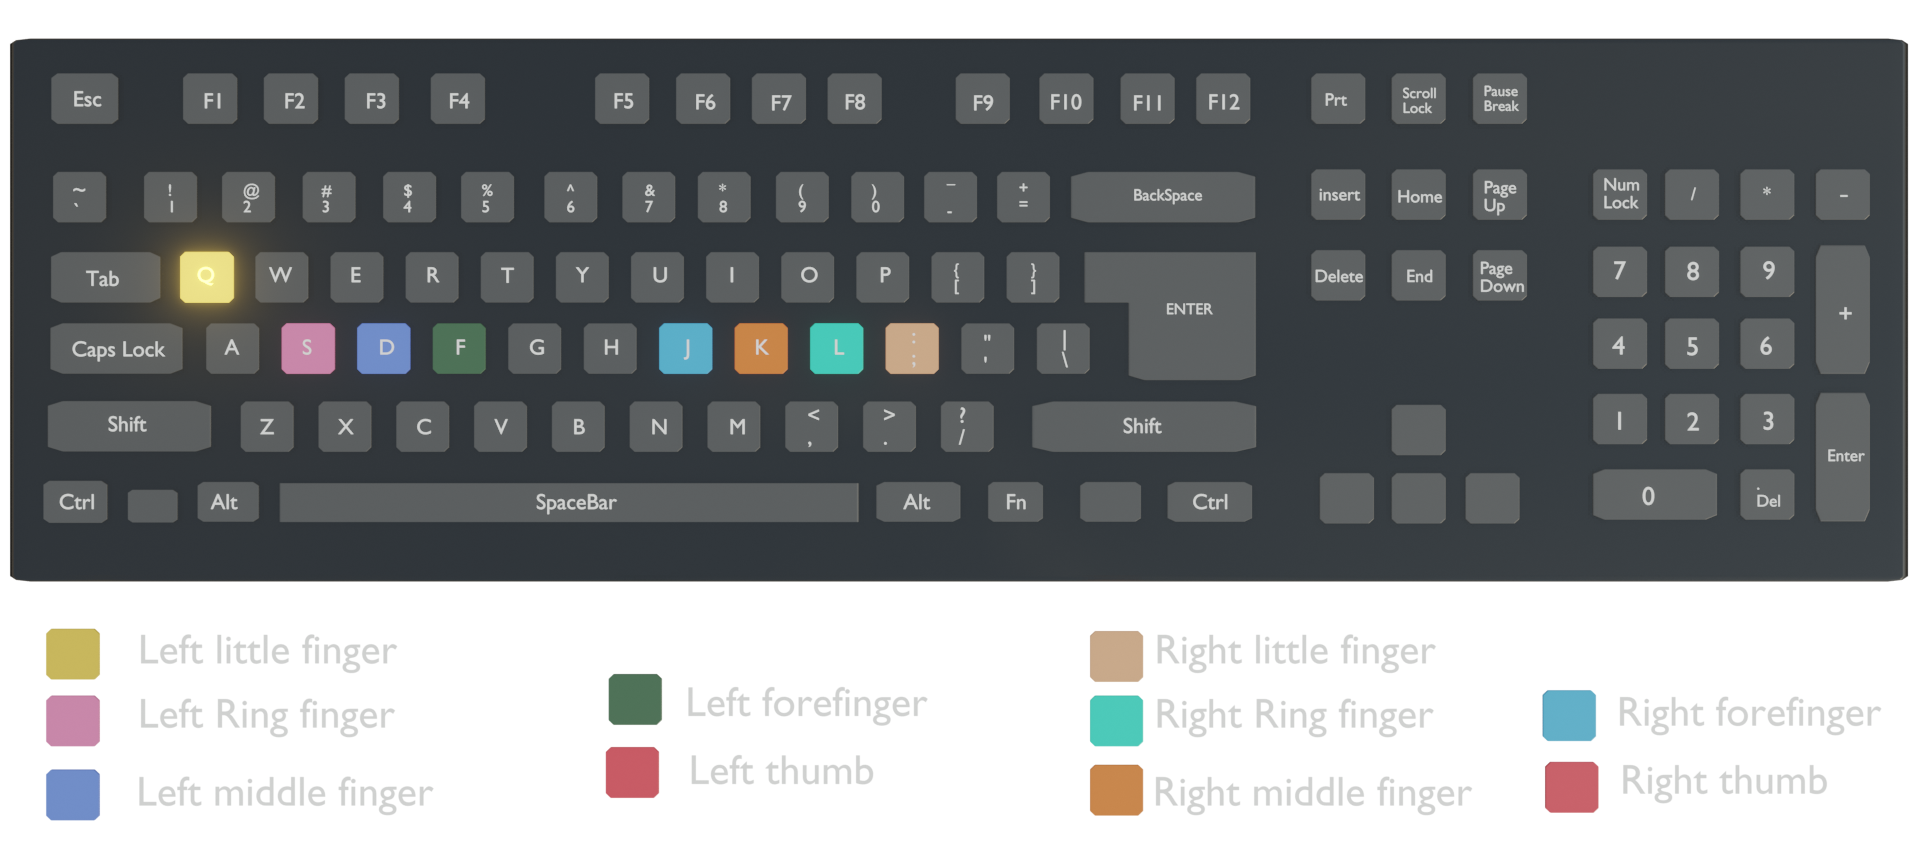 Esc F1 F2 F3 F4 F5 F6 F7 F8 F9 F10 F11 F12 Prt Scroll Lock Pause Break
~ ` ! 1 @ 2 # 3 $ 4 % 5 ^ 6 & 7 * 8 ( 9 ) 0 _ - + = BackSpace insert Home Page Up Num Lock / * -
Tab Q W E R T Y U I O P { [ } ] ENTER Delete End Page Down 7 8 9 +
Caps Lock A S D F G H J K L : ; " ' | \ 4 5 6
Shift Z X C V B N M < , > . ? / Shift 1 2 3 Enter
Ctrl Alt SpaceBar Alt Fn Ctrl 0 . Del
Left little finger
Left Ring finger
Left middle finger
Left forefinger
Left thumb
Right little finger
Right Ring finger
Right middle finger
Right forefinger
Right thumb